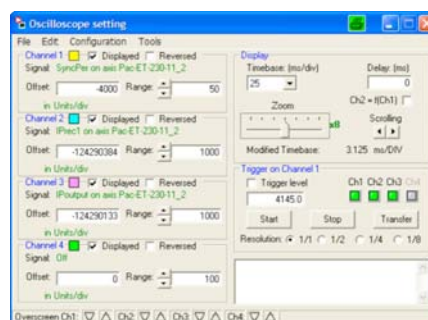 Oscilloscope setting
File Edit Configuration Tools
Channel 1 Displayed Reversed
Signal: SyncPer on axis Pac-ET-230-11_2
Offset: -4000 Range: 50
in Units/div
Channel 2 Displayed Reversed
Signal: IPrec1 on axis Pac-ET-230-11_2
Offset: -124290384 Range: 1000
in Units/div
Channel 3 Displayed Reversed
Signal: IPoutput on axis Pac-ET-230-11_2
Offset: -124290133 Range: 1000
in Units/div
Channel 4 Displayed Reversed
Signal: Off
Offset: 0 Range: 100
in Units/div
Display
Timebase: (ms/div) Delay: (ms)
25 0
Zoom Ch2 = f(Ch1)
x8 Scrolling
Modified Timebase: 3.125 ms/DIV
Trigger on Channel 1
Trigger level Ch1 Ch2 Ch3 Ch4
4145.0
Start Stop Transfer
Resolution: 1/1 1/2 1/4 1/8
Overscreen Ch1: Ch2: Ch3: Ch4: